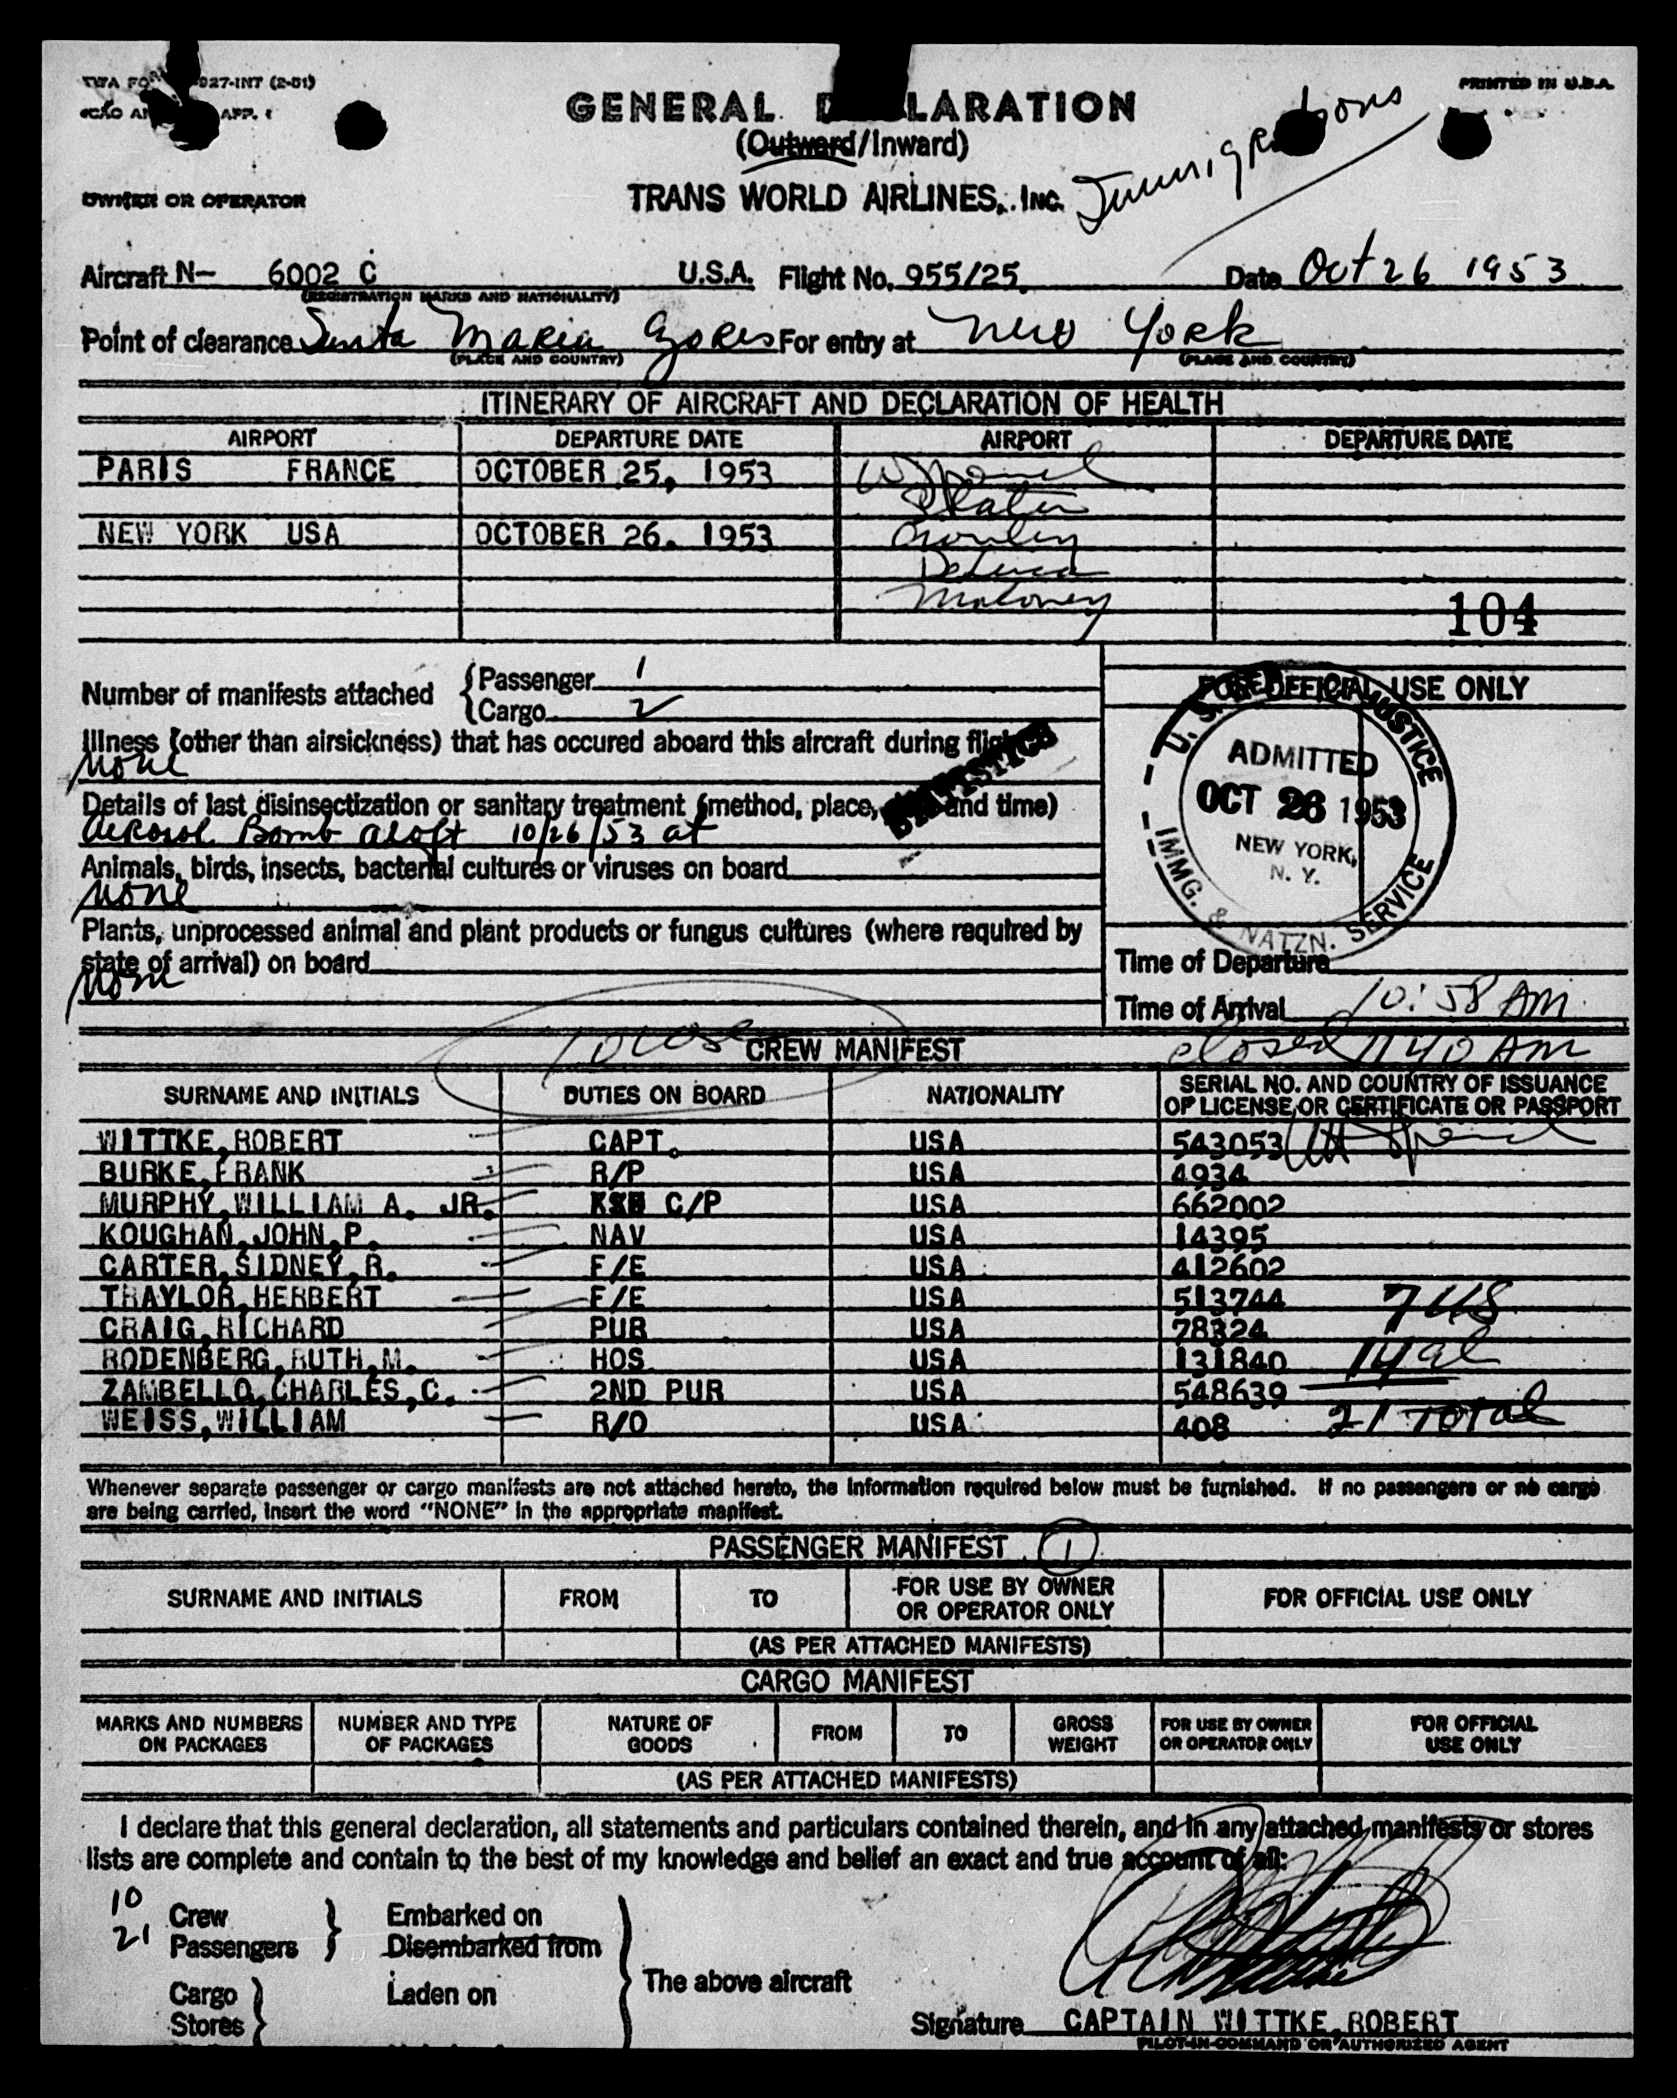 927-INT (2-51)
PRINTED IN U.S.A.
APP.
GENERAL D LARATION
(Outward/Inward)
Immigrations
OWNER OR OPERATOR
TRANS WORLD AIRLINES, INC.
Aircraft N- 6002 C U.S.A. Flight No. 955/25 Date Oct 26 1953
(REGISTRATION MARKS AND NATIONALITY)
Point of clearance Santa Maria Azores For entry at New York
(PLACE AND COUNTRY) (PLACE AND COUNTRY)
ITINERARY OF AIRCRAFT AND DECLARATION OF HEALTH
AIRPORT DEPARTURE DATE AIRPORT DEPARTURE DATE
PARIS FRANCE OCTOBER 25, 1953
Slater
NEW YORK USA OCTOBER 26. 1953 Crowley
DeLuca
Maloney
104
Number of manifests attached { Passenger 1
Cargo 2
FOR OFFICIAL USE ONLY
U. S. DEPT. OF JUSTICE
ADMITTED
OCT 26 1953
NEW YORK,
N. Y.
IMMG. & NATZN. SERVICE
Illness (other than airsickness) that has occured aboard this aircraft during flight
None
Details of last disinsectization or sanitary treatment (method, place, and time)
Aerosol Bomb aloft 10/26/53 at
Animals, birds, insects, bacterial cultures or viruses on board
None
Plants, unprocessed animal and plant products or fungus cultures (where required by
state of arrival) on board
None
Time of Departure
Time of Arrival 10:58 AM
closed 1140 AM
CREW MANIFEST
SURNAME AND INITIALS DUTIES ON BOARD NATIONALITY SERIAL NO. AND COUNTRY OF ISSUANCE
OF LICENSE, OR CERTIFICATE OR PASSPORT
WITTKE, ROBERT CAPT. USA 543053
BURKE, FRANK R/P USA 4934
MURPHY, WILLIAM A. JR. C/P USA 662002
KOUGHAN, JOHN, P. NAV USA 14395
CARTER, SIDNEY, R. F/E USA 412602
TRAYLOR, HERBERT F/E USA 513744 7 US
CRAIG, RICHARD PUR USA 78324
RODENBERG, RUTH, M. HOS USA 131840 14 al
ZAMBELLO, CHARLES, C. 2ND PUR USA 548639
WEISS, WILLIAM R/O USA 408 21 Total
Whenever separate passenger or cargo manifests are not attached hereto, the information required below must be furnished. If no passengers or no cargo
are being carried, insert the word "NONE" in the appropriate manifest.
PASSENGER MANIFEST 1
SURNAME AND INITIALS FROM TO FOR USE BY OWNER
OR OPERATOR ONLY FOR OFFICIAL USE ONLY
(AS PER ATTACHED MANIFESTS)
CARGO MANIFEST
MARKS AND NUMBERS
ON PACKAGES NUMBER AND TYPE
OF PACKAGES NATURE OF
GOODS FROM TO GROSS
WEIGHT FOR USE BY OWNER
OR OPERATOR ONLY FOR OFFICIAL
USE ONLY
(AS PER ATTACHED MANIFESTS)
I declare that this general declaration, all statements and particulars contained therein, and in any attached manifests or stores
lists are complete and contain to the best of my knowledge and belief an exact and true account of all:
10 Crew } Embarked on
21 Passengers Disembarked from
The above aircraft
Cargo } Laden on
Stores
Signature CAPTAIN WITTKE, ROBERT
PILOT-IN-COMMAND OR AUTHORIZED AGENT